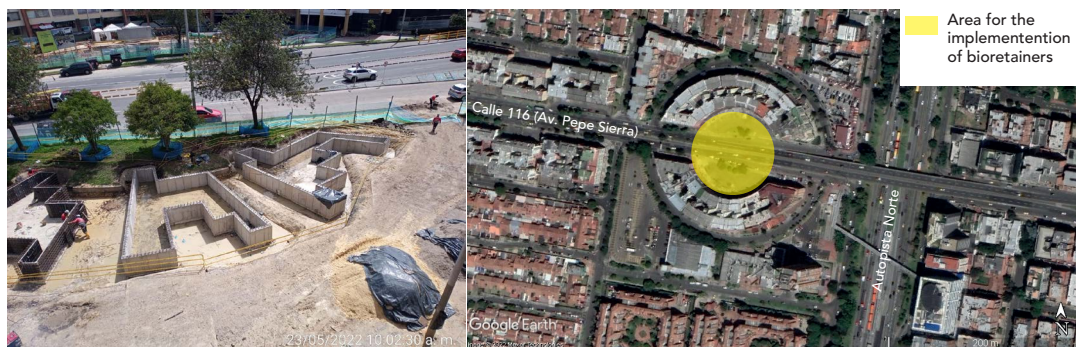 23/05/2022 10:02:30 a. m.
Area for the
implemention
of bioretainers
Calle 116 (Av. Pepe Sierra)
Autopista Norte
Google Earth
200 m
N